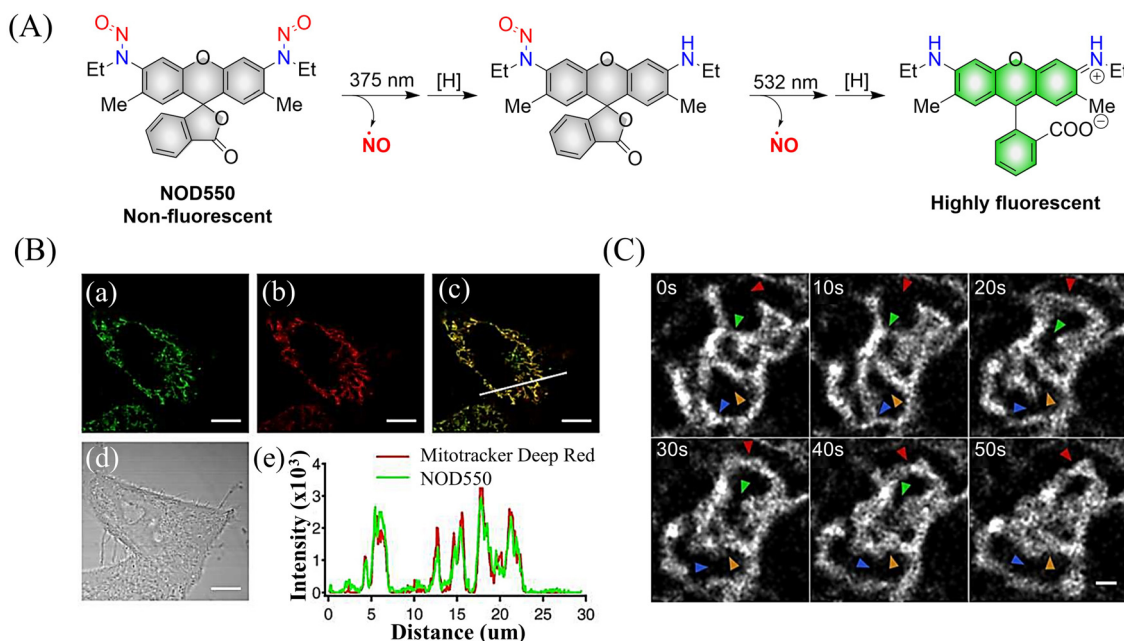 (A)
O
N
N
Et
O
O
N
N
Et
Me
Me
O
O
NOD550
Non-fluorescent
375 nm
[H]
•NO
O
N
N
Et
O
H
N
Et
Me
Me
O
O
532 nm
[H]
•NO
H
N
Et
O
H
N
+
Et
Me
Me
COO⊖
Highly fluorescent
(B)
(a)
(b)
(c)
(d)
(e)
Mitotracker Deep Red
NOD550
Intensity (x10³)
4
3
2
1
0
0 5 10 15 20 25 30
Distance (um)
(C)
0s
10s
20s
30s
40s
50s